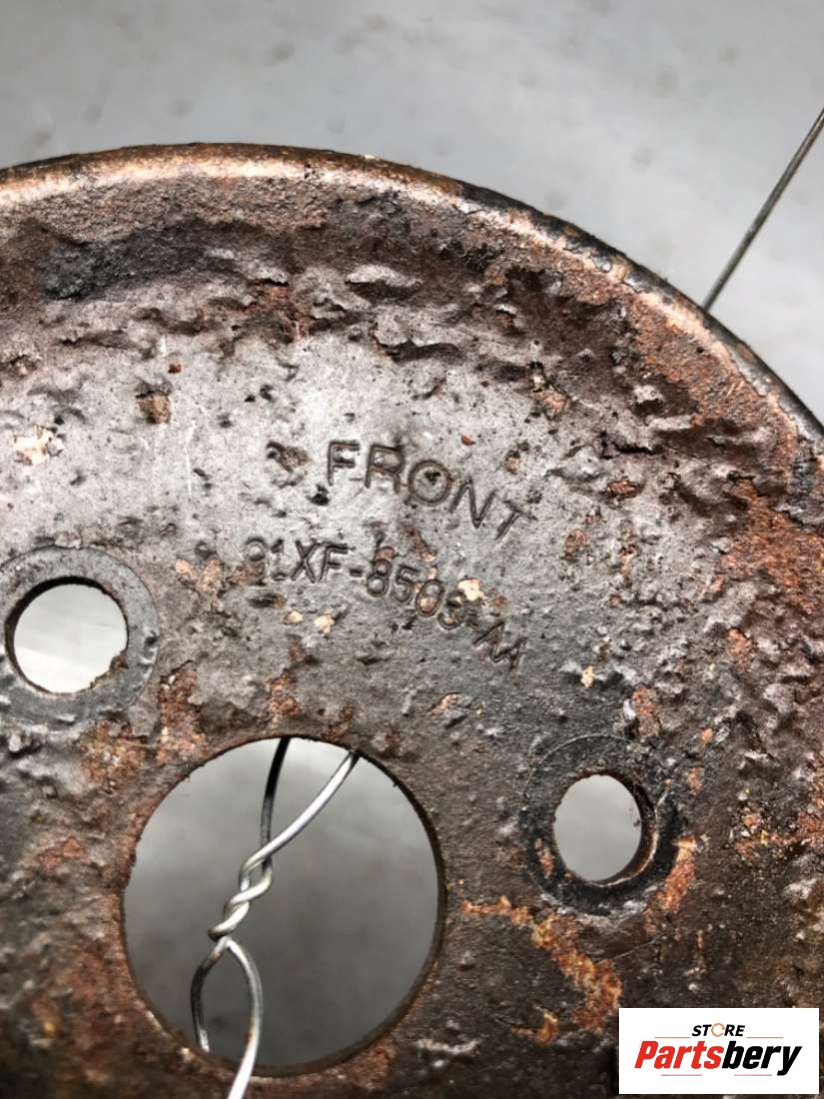 FRONT
91XF-8509-AA
STORE
Partsbery